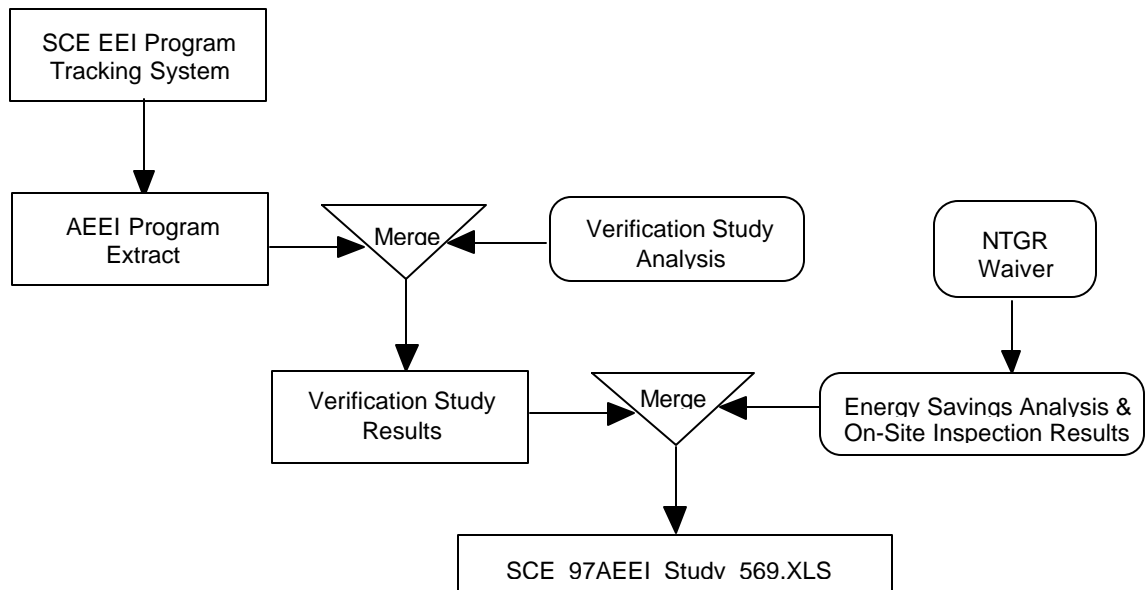 SCE EEI Program
Tracking System
AEEI Program
Extract
Merge
Verification Study
Analysis
NTGR
Waiver
Verification Study
Results
Merge
Energy Savings Analysis &
On-Site Inspection Results
SCE 97AEEI Study 569.XLS